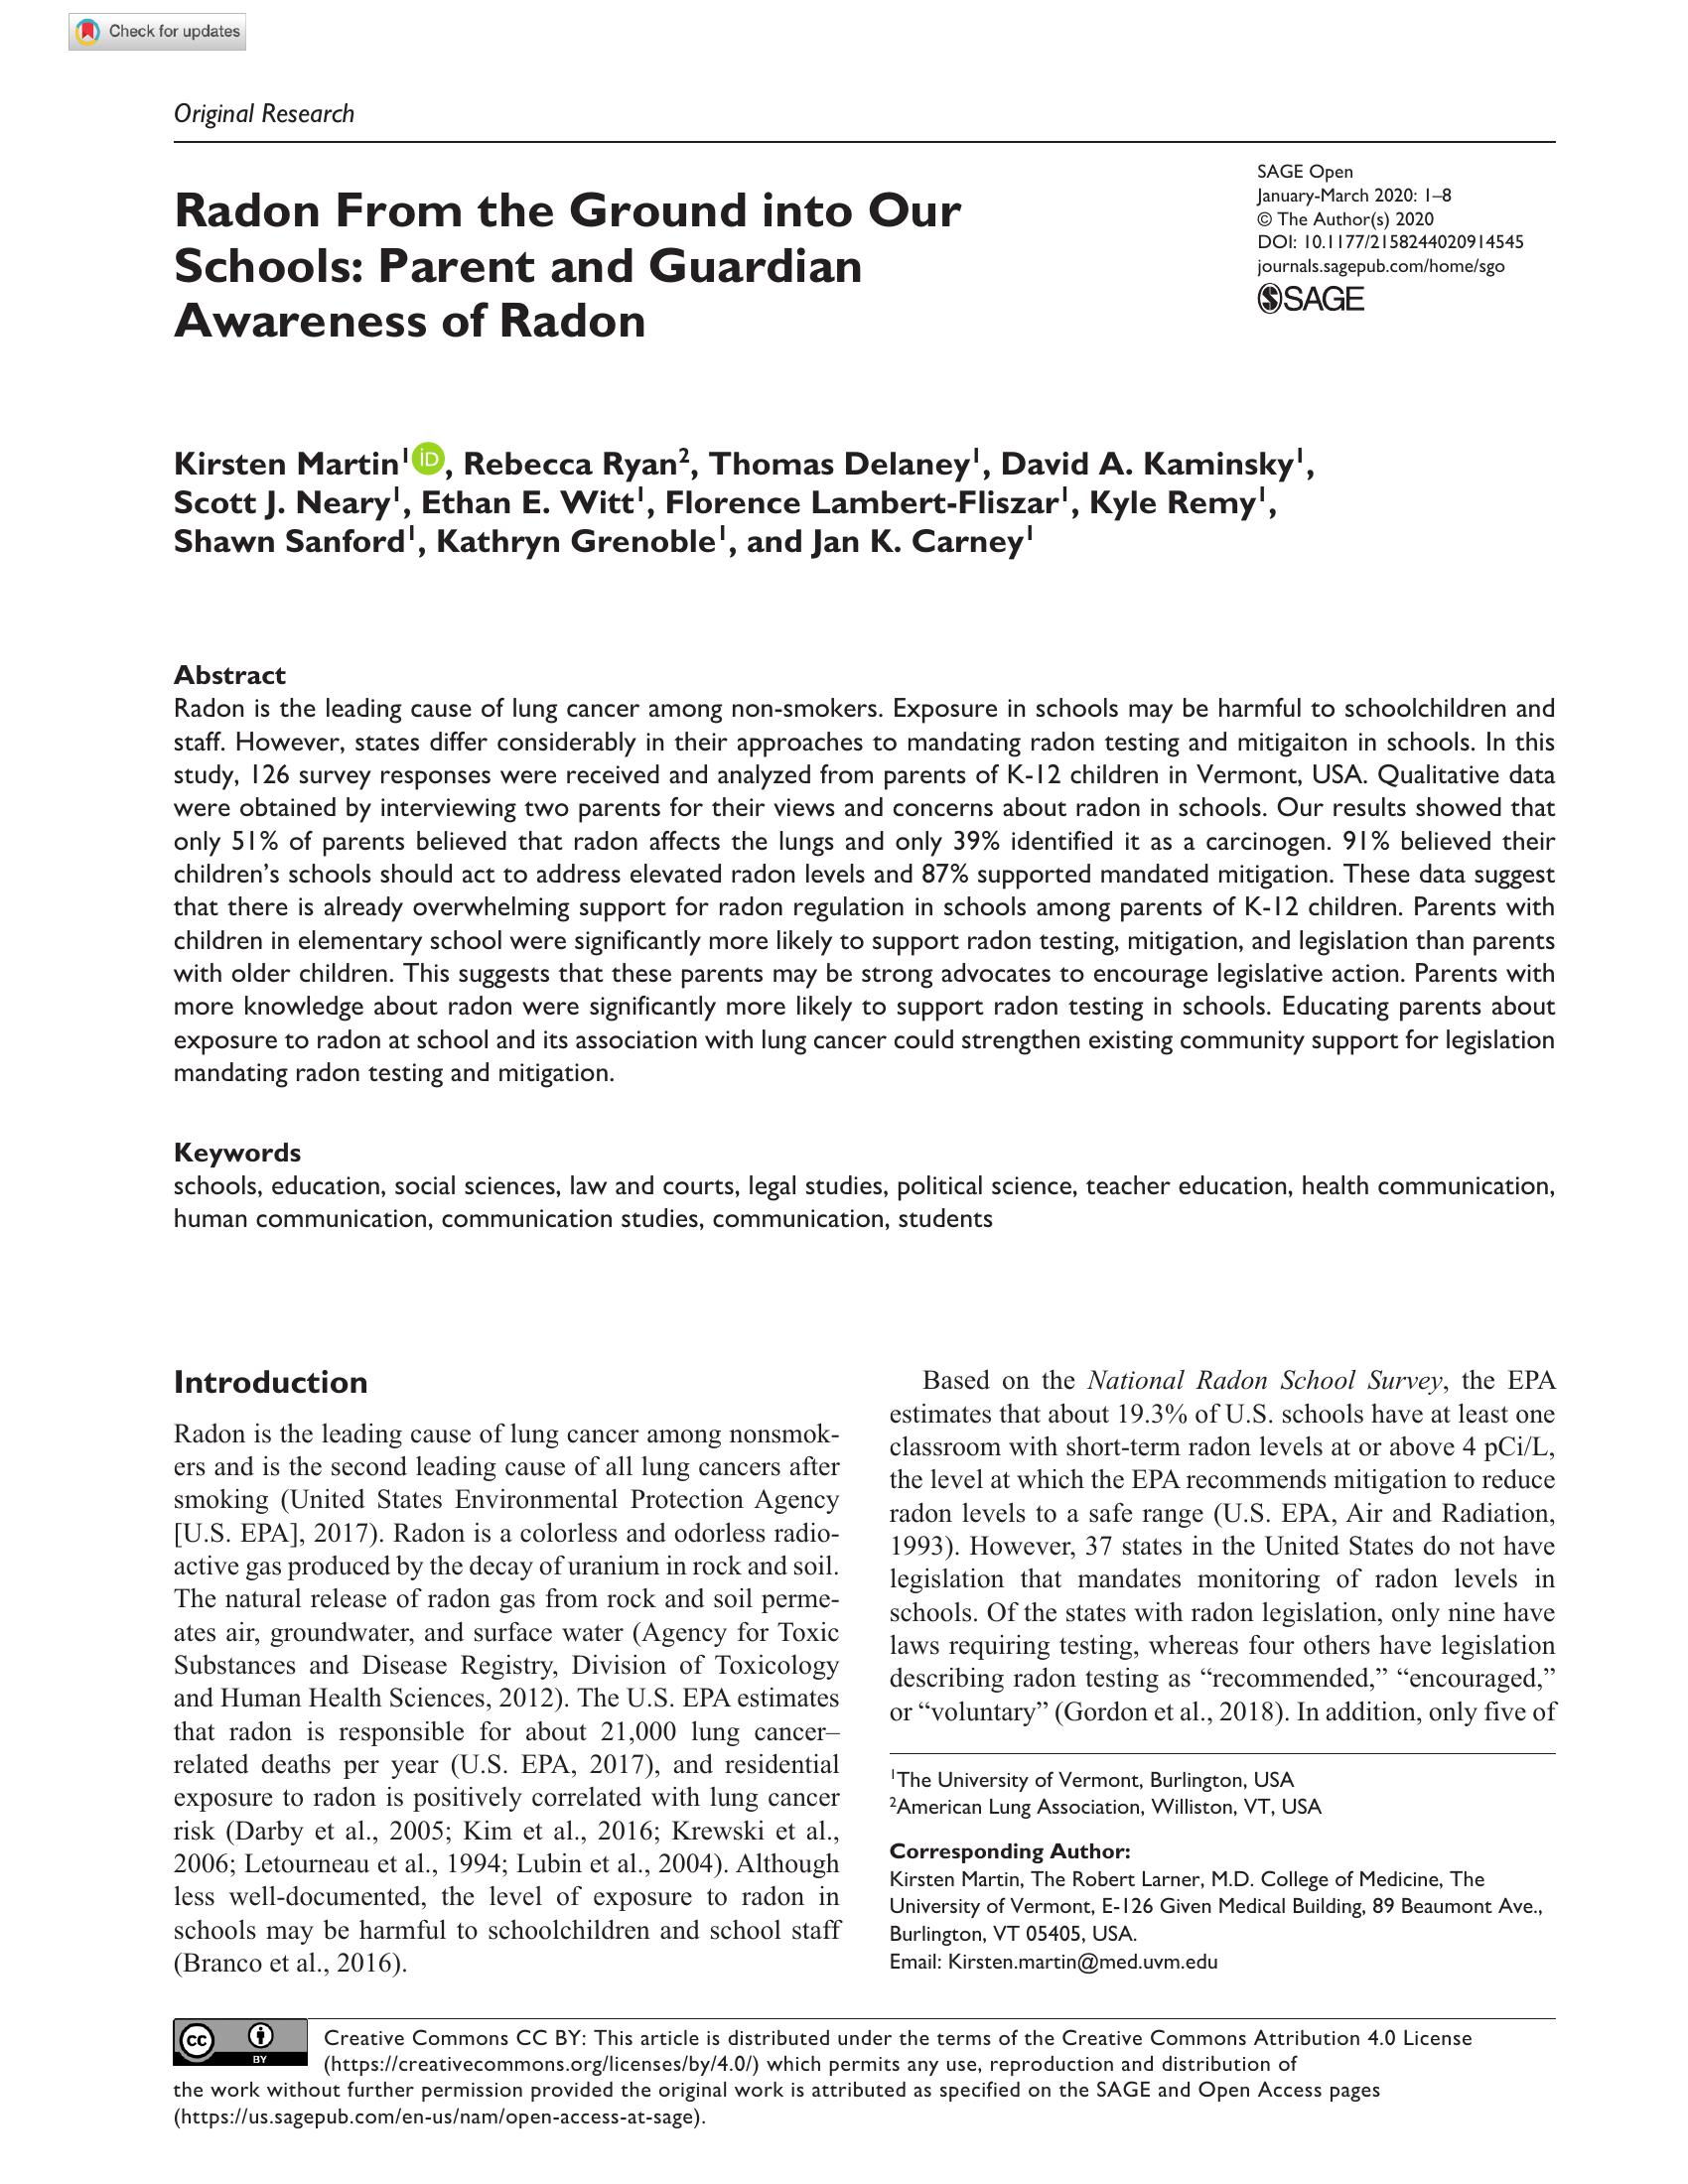 Check for updates
Original Research
SAGE Open
January-March 2020: 1–8
© The Author(s) 2020
DOI: 10.1177/2158244020914545
journals.sagepub.com/home/sgo
SAGE
Radon From the Ground into Our
Schools: Parent and Guardian
Awareness of Radon
Kirsten Martin1 iD, Rebecca Ryan2, Thomas Delaney1, David A. Kaminsky1,
Scott J. Neary1, Ethan E. Witt1, Florence Lambert-Fliszar1, Kyle Remy1,
Shawn Sanford1, Kathryn Grenoble1, and Jan K. Carney1
Abstract
Radon is the leading cause of lung cancer among non-smokers. Exposure in schools may be harmful to schoolchildren and
staff. However, states differ considerably in their approaches to mandating radon testing and mitigaiton in schools. In this
study, 126 survey responses were received and analyzed from parents of K-12 children in Vermont, USA. Qualitative data
were obtained by interviewing two parents for their views and concerns about radon in schools. Our results showed that
only 51% of parents believed that radon affects the lungs and only 39% identified it as a carcinogen. 91% believed their
children's schools should act to address elevated radon levels and 87% supported mandated mitigation. These data suggest
that there is already overwhelming support for radon regulation in schools among parents of K-12 children. Parents with
children in elementary school were significantly more likely to support radon testing, mitigation, and legislation than parents
with older children. This suggests that these parents may be strong advocates to encourage legislative action. Parents with
more knowledge about radon were significantly more likely to support radon testing in schools. Educating parents about
exposure to radon at school and its association with lung cancer could strengthen existing community support for legislation
mandating radon testing and mitigation.
Keywords
schools, education, social sciences, law and courts, legal studies, political science, teacher education, health communication,
human communication, communication studies, communication, students
Introduction
Radon is the leading cause of lung cancer among nonsmok-
ers and is the second leading cause of all lung cancers after
smoking (United States Environmental Protection Agency
[U.S. EPA], 2017). Radon is a colorless and odorless radio-
active gas produced by the decay of uranium in rock and soil.
The natural release of radon gas from rock and soil perme-
ates air, groundwater, and surface water (Agency for Toxic
Substances and Disease Registry, Division of Toxicology
and Human Health Sciences, 2012). The U.S. EPA estimates
that radon is responsible for about 21,000 lung cancer–
related deaths per year (U.S. EPA, 2017), and residential
exposure to radon is positively correlated with lung cancer
risk (Darby et al., 2005; Kim et al., 2016; Krewski et al.,
2006; Letourneau et al., 1994; Lubin et al., 2004). Although
less well-documented, the level of exposure to radon in
schools may be harmful to schoolchildren and school staff
(Branco et al., 2016).
Based on the National Radon School Survey, the EPA
estimates that about 19.3% of U.S. schools have at least one
classroom with short-term radon levels at or above 4 pCi/L,
the level at which the EPA recommends mitigation to reduce
radon levels to a safe range (U.S. EPA, Air and Radiation,
1993). However, 37 states in the United States do not have
legislation that mandates monitoring of radon levels in
schools. Of the states with radon legislation, only nine have
laws requiring testing, whereas four others have legislation
describing radon testing as “recommended,” “encouraged,”
or “voluntary” (Gordon et al., 2018). In addition, only five of
1The University of Vermont, Burlington, USA
2American Lung Association, Williston, VT, USA
Corresponding Author:
Kirsten Martin, The Robert Larner, M.D. College of Medicine, The
University of Vermont, E-126 Given Medical Building, 89 Beaumont Ave.,
Burlington, VT 05405, USA.
Email: Kirsten.martin@med.uvm.edu
cc BY
Creative Commons CC BY: This article is distributed under the terms of the Creative Commons Attribution 4.0 License
(https://creativecommons.org/licenses/by/4.0/) which permits any use, reproduction and distribution of
the work without further permission provided the original work is attributed as specified on the SAGE and Open Access pages
(https://us.sagepub.com/en-us/nam/open-access-at-sage).